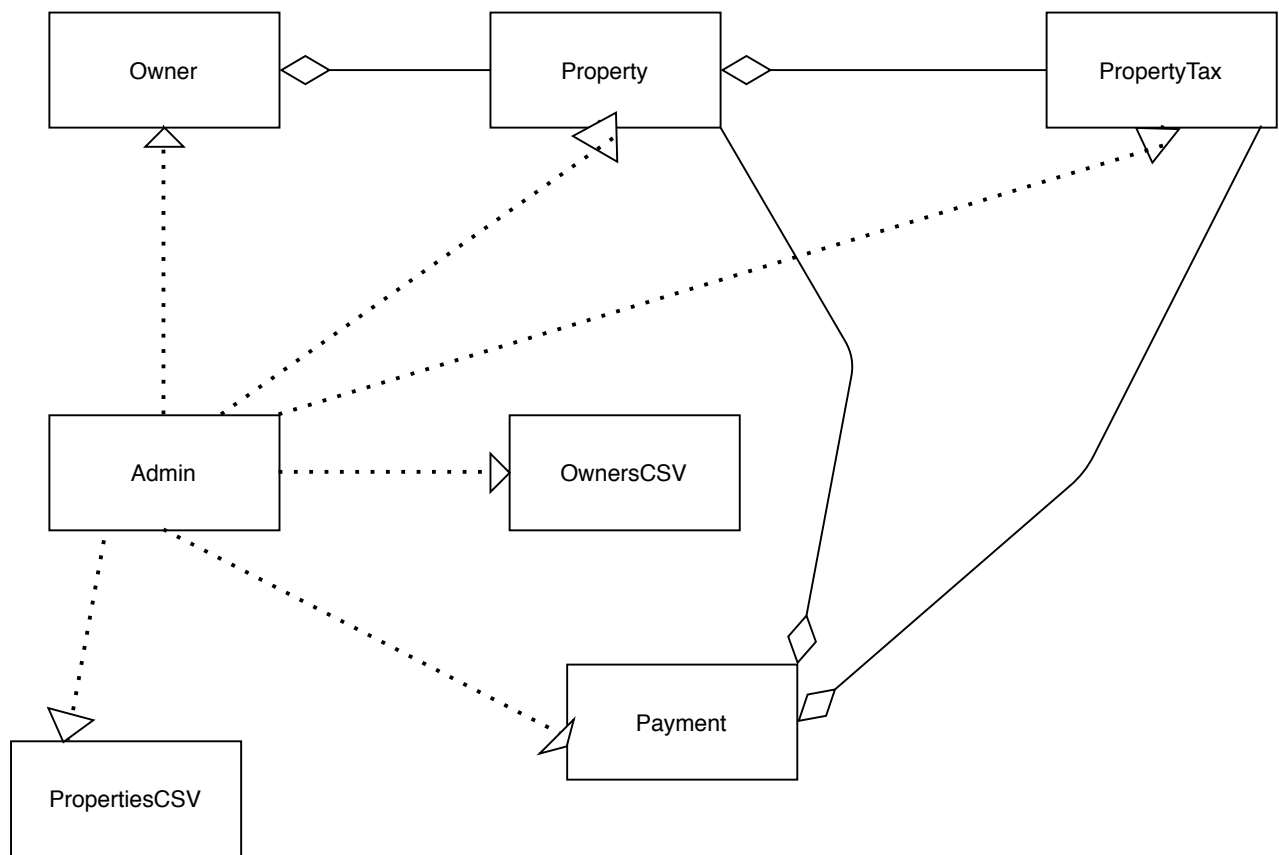 Owner
Property
PropertyTax
Admin
OwnersCSV
Payment
PropertiesCSV